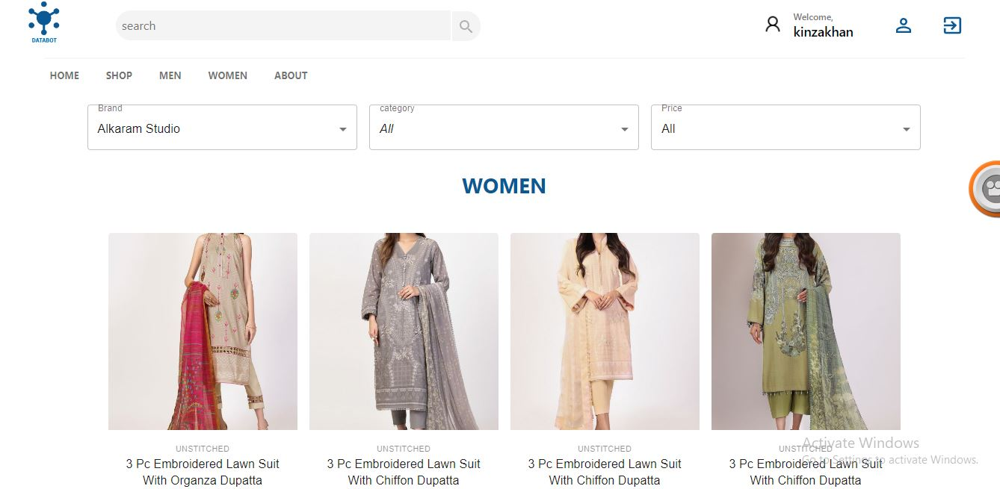 DATABOT
search
Welcome,
kinzakhan
HOME SHOP MEN WOMEN ABOUT
Brand
Alkaram Studio
category
All
Price
All
WOMEN
UNSTITCHED
3 Pc Embroidered Lawn Suit
With Organza Dupatta
UNSTITCHED
3 Pc Embroidered Lawn Suit
With Chiffon Dupatta
UNSTITCHED
3 Pc Embroidered Lawn Suit
With Chiffon Dupatta
UNSTITCHED
3 Pc Embroidered Lawn Suit
With Chiffon Dupatta
Activate Windows
Go to Settings to activate Windows.